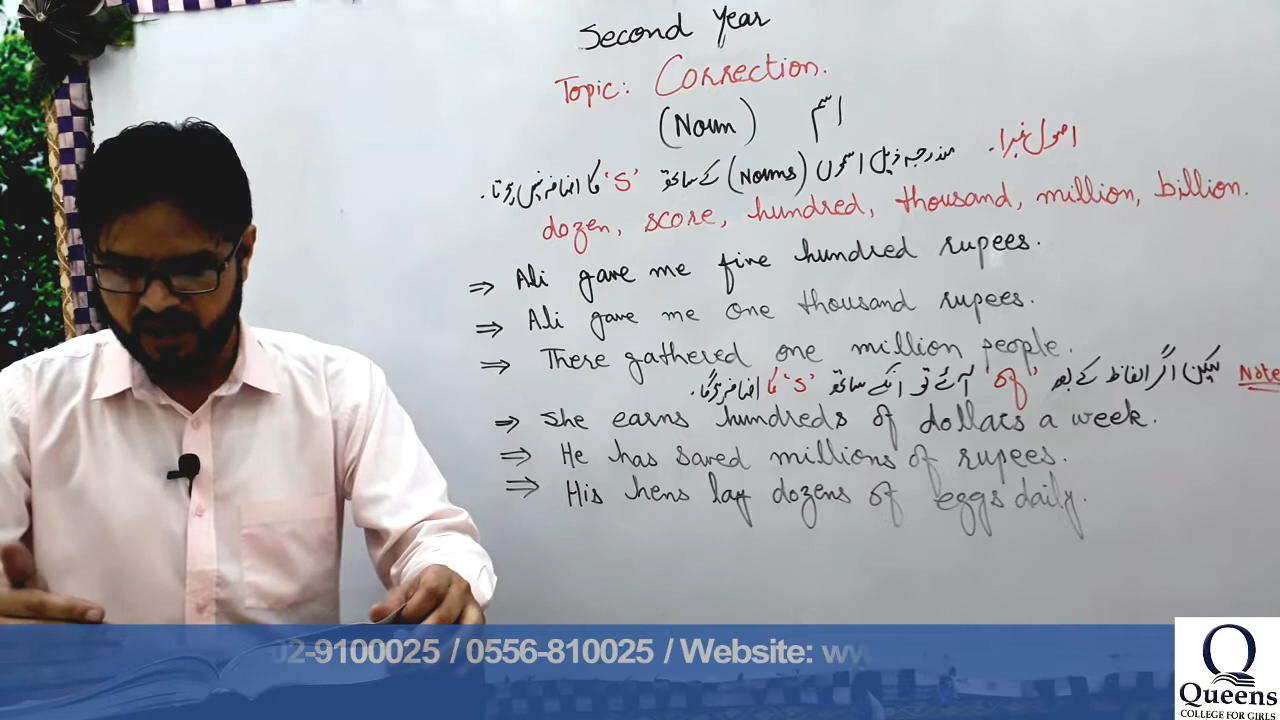 Second Year
Topic: Correction.
(Noun) اسم
اصول نمبر1۔ مندرجہ ذیل اسموں (Nouns) کے ساتھ 'S' کا اضافہ نہیں ہوتا۔
dozen, score, hundred, thousand, million, billion.
⇒ Ali gave me five hundred rupees.
⇒ Ali gave me one thousand rupees.
⇒ There gathered one million people.
Note لیکن اگر الفاظ کے بعد 'of' آئے تو انکے ساتھ 'S' کا اضافہ ہوگا۔
⇒ She earns hundreds of dollars a week.
⇒ He has saved millions of rupees.
⇒ His hens lay dozens of eggs daily.
02-9100025 / 0556-810025 / Website: ww
Queens
COLLEGE FOR GIRLS